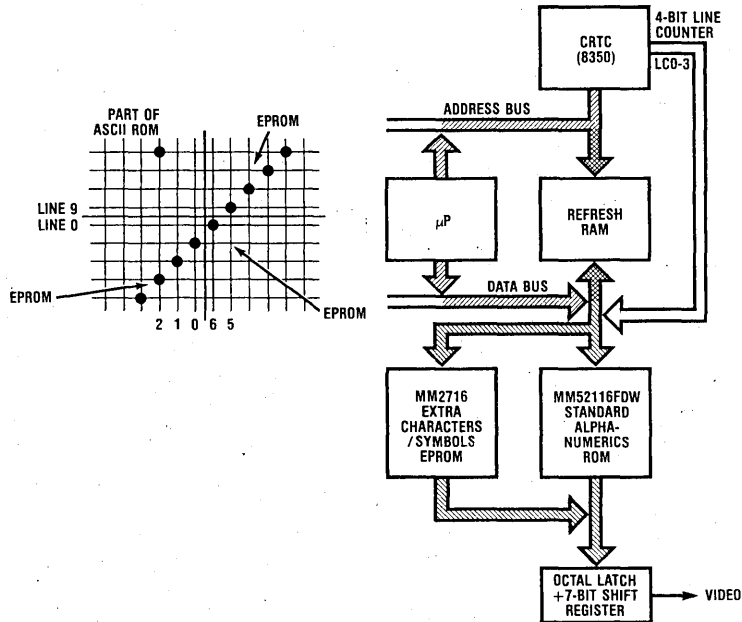 PART OF
ASCII ROM
EPROM
LINE 9
LINE 0
EPROM
EPROM
2 1 0 6 5
CRTC
(8350)
4-BIT LINE
COUNTER
LC0-3
ADDRESS BUS
μP
REFRESH
RAM
DATA BUS
MM2716
EXTRA
CHARACTERS
/SYMBOLS
EPROM
MM52116FDW
STANDARD
ALPHA-
NUMERICS
ROM
OCTAL LATCH
+7-BIT SHIFT
REGISTER
VIDEO